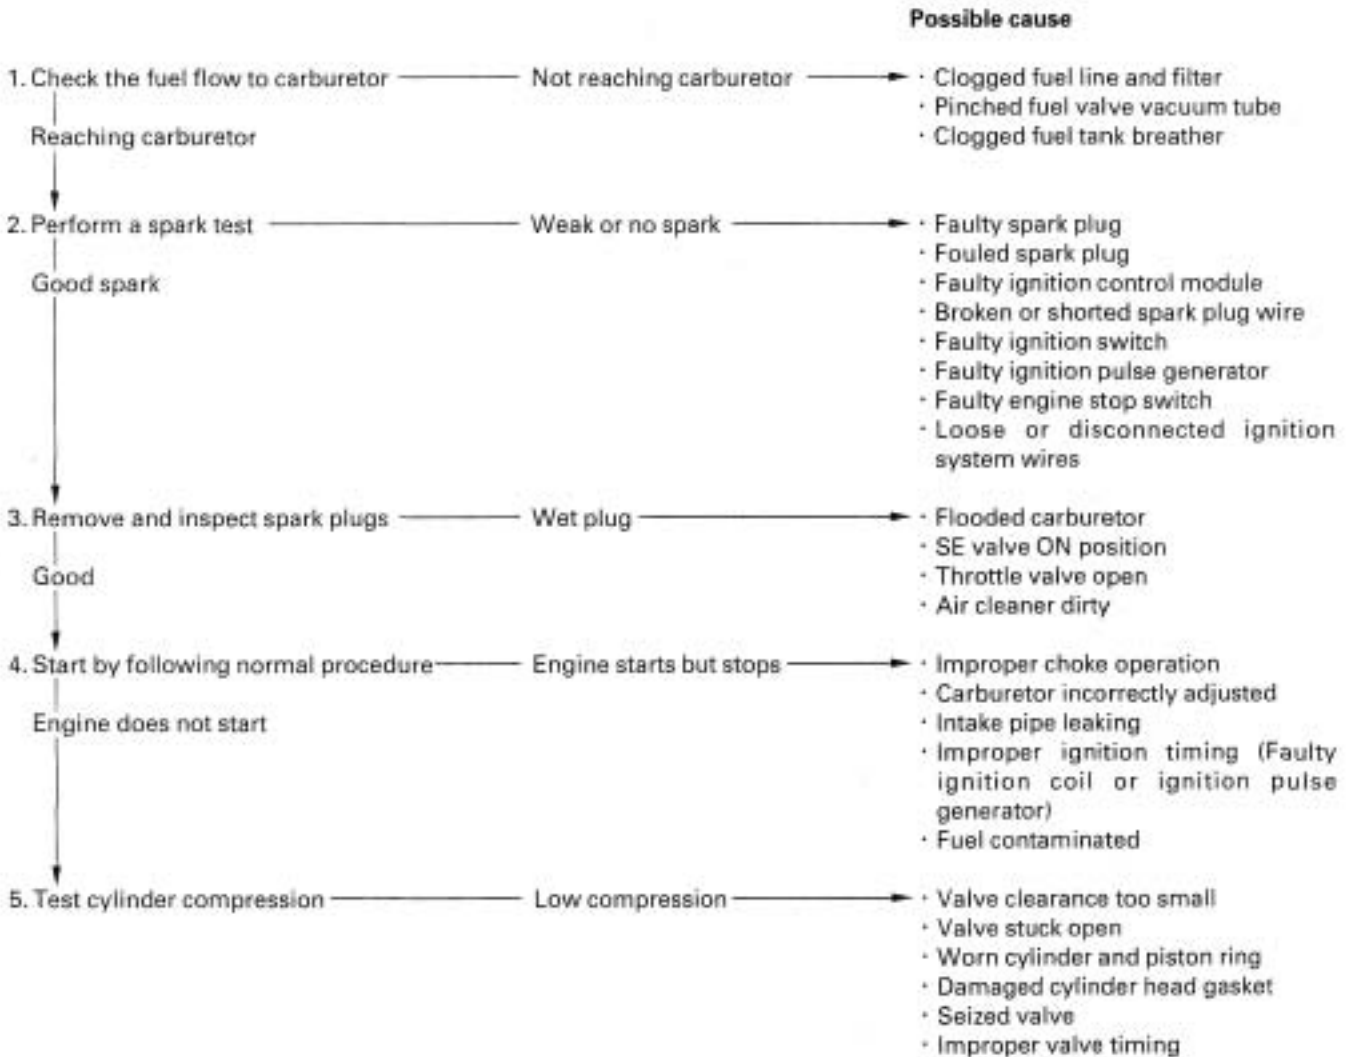 Possible cause
1. Check the fuel flow to carburetor
Not reaching carburetor
· Clogged fuel line and filter
· Pinched fuel valve vacuum tube
· Clogged fuel tank breather
Reaching carburetor
2. Perform a spark test
Weak or no spark
· Faulty spark plug
· Fouled spark plug
· Faulty ignition control module
· Broken or shorted spark plug wire
· Faulty ignition switch
· Faulty ignition pulse generator
· Faulty engine stop switch
· Loose or disconnected ignition
system wires
Good spark
3. Remove and inspect spark plugs
Wet plug
· Flooded carburetor
· SE valve ON position
· Throttle valve open
· Air cleaner dirty
Good
4. Start by following normal procedure
Engine starts but stops
· Improper choke operation
· Carburetor incorrectly adjusted
· Intake pipe leaking
· Improper ignition timing (Faulty
ignition coil or ignition pulse
generator)
· Fuel contaminated
Engine does not start
5. Test cylinder compression
Low compression
· Valve clearance too small
· Valve stuck open
· Worn cylinder and piston ring
· Damaged cylinder head gasket
· Seized valve
· Improper valve timing